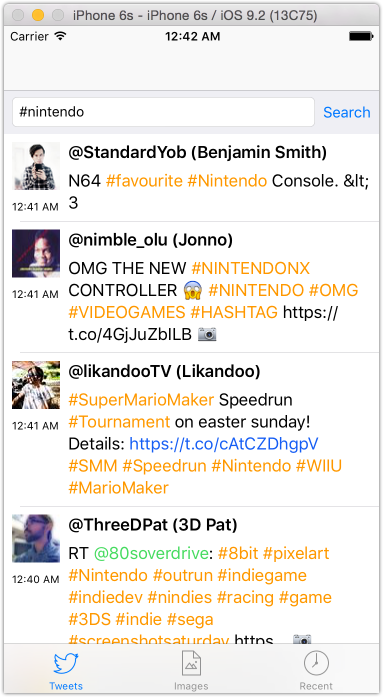 iPhone 6s - iPhone 6s / iOS 9.2 (13C75)
Carrier 12:42 AM
#nintendo Search
@StandardYob (Benjamin Smith)
N64 #favourite #Nintendo Console. &lt;
3
12:41 AM
@nimble_olu (Jonno)
OMG THE NEW #NINTENDONX
CONTROLLER 😱 #NINTENDO #OMG
#VIDEOGAMES #HASHTAG https://
t.co/4GjJuZbILB 📷
12:41 AM
@likandooTV (Likandoo)
#SuperMarioMaker Speedrun
#Tournament on easter sunday!
Details: https://t.co/cAtCZDhgpV
#SMM #Speedrun #Nintendo #WIIU
#MarioMaker
12:41 AM
@ThreeDPat (3D Pat)
RT @80soverdrive: #8bit #pixelart
#Nintendo #outrun #indiegame
#indiedev #nindies #racing #game
#3DS #indie #sega
#screenshotsaturday https… 📷
12:40 AM
Tweets Images Recent